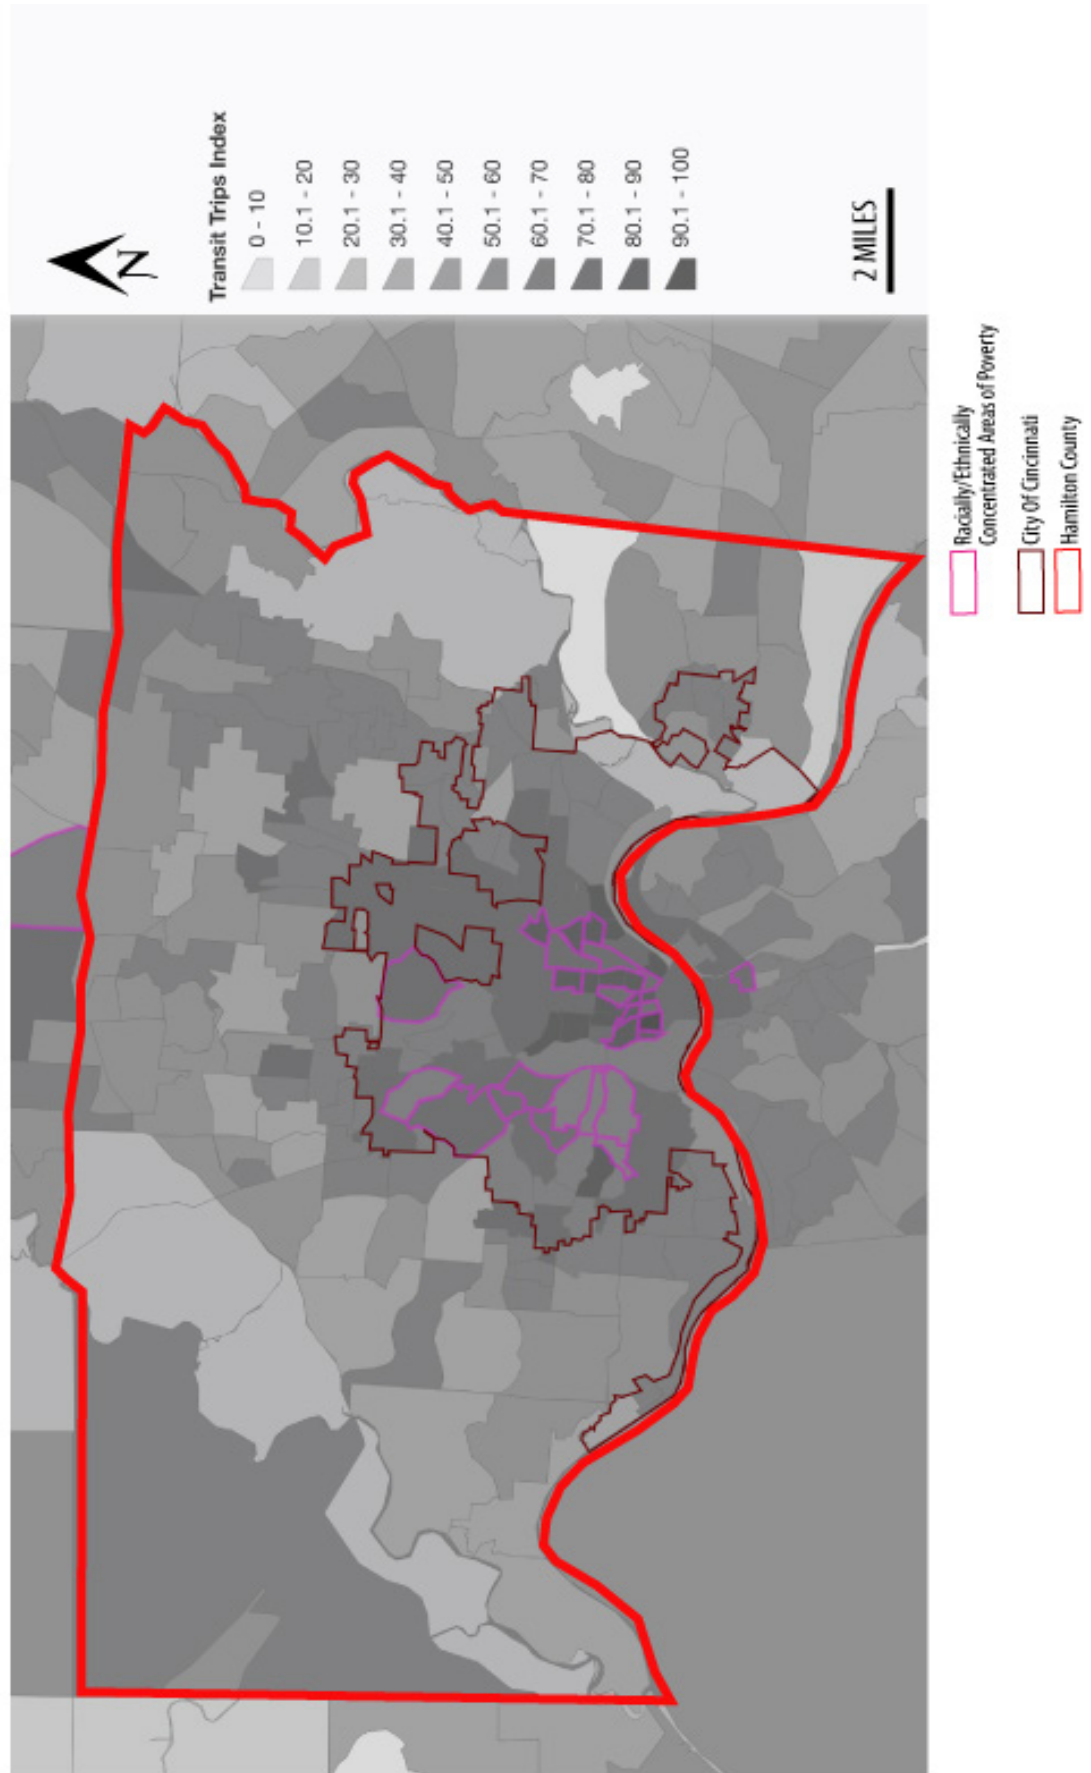 N
Transit Trips Index
0 - 10
10.1 - 20
20.1 - 30
30.1 - 40
40.1 - 50
50.1 - 60
60.1 - 70
70.1 - 80
80.1 - 90
90.1 - 100
2 MILES
Racially/Ethnically
Concentrated Areas of Poverty
City Of Cincinnati
Hamilton County